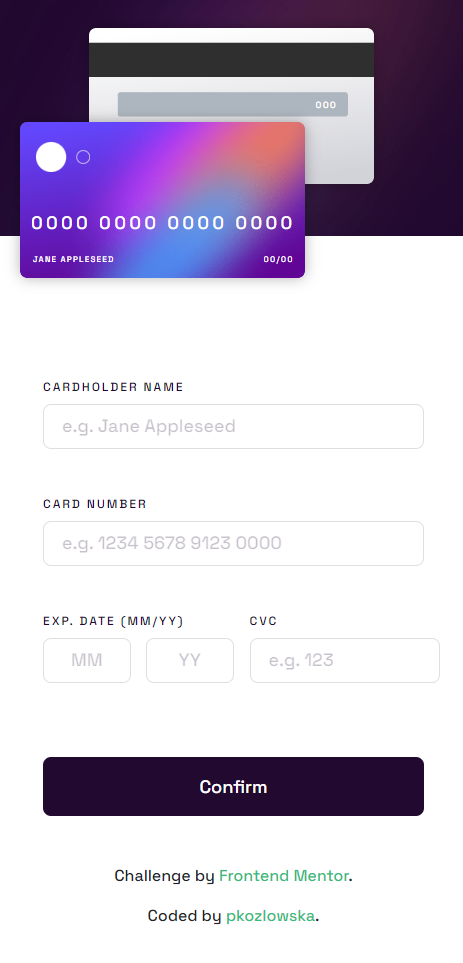 000
0000 0000 0000 0000
JANE APPLESEED 00/00
CARDHOLDER NAME
e.g. Jane Appleseed
CARD NUMBER
e.g. 1234 5678 9123 0000
EXP. DATE (MM/YY) CVC
MM YY e.g. 123
Confirm
Challenge by Frontend Mentor.
Coded by pkozlowska.